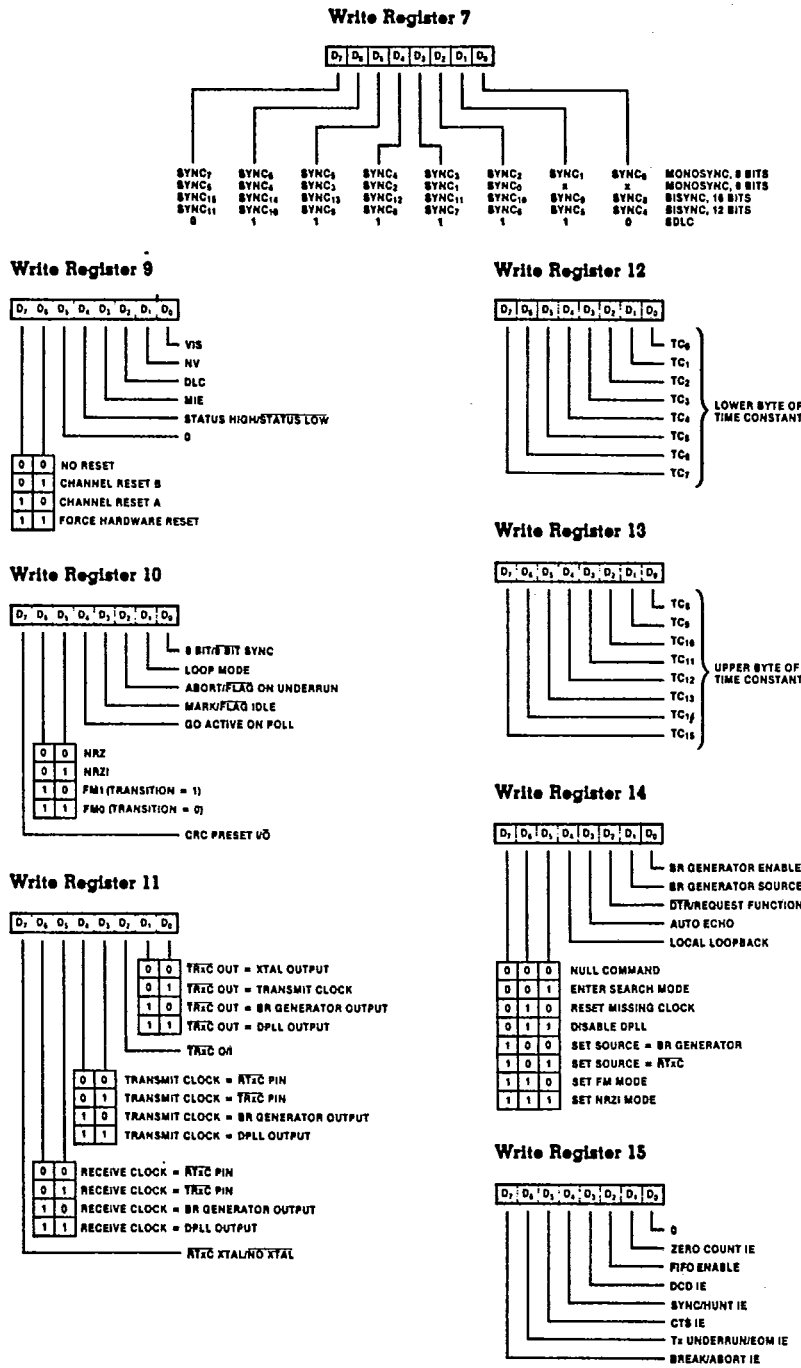 Write Register 7
D7 D6 D5 D4 D3 D2 D1 D0
SYNC7 SYNC6 SYNC5 SYNC4 SYNC3 SYNC2 SYNC1 SYNC0 MONOSYNC, 8 BITS
SYNC5 SYNC4 SYNC3 SYNC2 SYNC1 SYNC0 x x MONOSYNC, 6 BITS
SYNC15 SYNC14 SYNC13 SYNC12 SYNC11 SYNC10 SYNC9 SYNC8 BISYNC, 16 BITS
SYNC11 SYNC10 SYNC9 SYNC8 SYNC7 SYNC6 SYNC5 SYNC4 BISYNC, 12 BITS
0 1 1 1 1 1 1 0 SDLC
Write Register 9
D7 D6 D5 D4 D3 D2 D1 D0
VIS
NV
DLC
MIE
STATUS HIGH/STATUS LOW
0
0 0 NO RESET
0 1 CHANNEL RESET B
1 0 CHANNEL RESET A
1 1 FORCE HARDWARE RESET
Write Register 10
D7 D6 D5 D4 D3 D2 D1 D0
8 BIT/6 BIT SYNC
LOOP MODE
ABORT/FLAG ON UNDERRUN
MARK/FLAG IDLE
GO ACTIVE ON POLL
0 0 NRZ
0 1 NRZI
1 0 FM1 (TRANSITION = 1)
1 1 FM0 (TRANSITION = 0)
CRC PRESET I/O
Write Register 11
D7 D6 D5 D4 D3 D2 D1 D0
0 0 TRxC OUT = XTAL OUTPUT
0 1 TRxC OUT = TRANSMIT CLOCK
1 0 TRxC OUT = BR GENERATOR OUTPUT
1 1 TRxC OUT = DPLL OUTPUT
TRxC O/I
0 0 TRANSMIT CLOCK = RTxC PIN
0 1 TRANSMIT CLOCK = TRxC PIN
1 0 TRANSMIT CLOCK = BR GENERATOR OUTPUT
1 1 TRANSMIT CLOCK = DPLL OUTPUT
0 0 RECEIVE CLOCK = RTxC PIN
0 1 RECEIVE CLOCK = TRxC PIN
1 0 RECEIVE CLOCK = BR GENERATOR OUTPUT
1 1 RECEIVE CLOCK = DPLL OUTPUT
RTxC XTAL/NO XTAL
Write Register 12
D7 D6 D5 D4 D3 D2 D1 D0
TC0
TC1
TC2
TC3
TC4
TC5
TC6
TC7
LOWER BYTE OF
TIME CONSTANT
Write Register 13
D7 D6 D5 D4 D3 D2 D1 D0
TC8
TC9
TC10
TC11
TC12
TC13
TC14
TC15
UPPER BYTE OF
TIME CONSTANT
Write Register 14
D7 D6 D5 D4 D3 D2 D1 D0
BR GENERATOR ENABLE
BR GENERATOR SOURCE
DTR/REQUEST FUNCTION
AUTO ECHO
LOCAL LOOPBACK
0 0 0 NULL COMMAND
0 0 1 ENTER SEARCH MODE
0 1 0 RESET MISSING CLOCK
0 1 1 DISABLE DPLL
1 0 0 SET SOURCE = BR GENERATOR
1 0 1 SET SOURCE = RTxC
1 1 0 SET FM MODE
1 1 1 SET NRZI MODE
Write Register 15
D7 D6 D5 D4 D3 D2 D1 D0
0
ZERO COUNT IE
FIFO ENABLE
DCD IE
SYNC/HUNT IE
CTS IE
Tx UNDERRUN/EOM IE
BREAK/ABORT IE